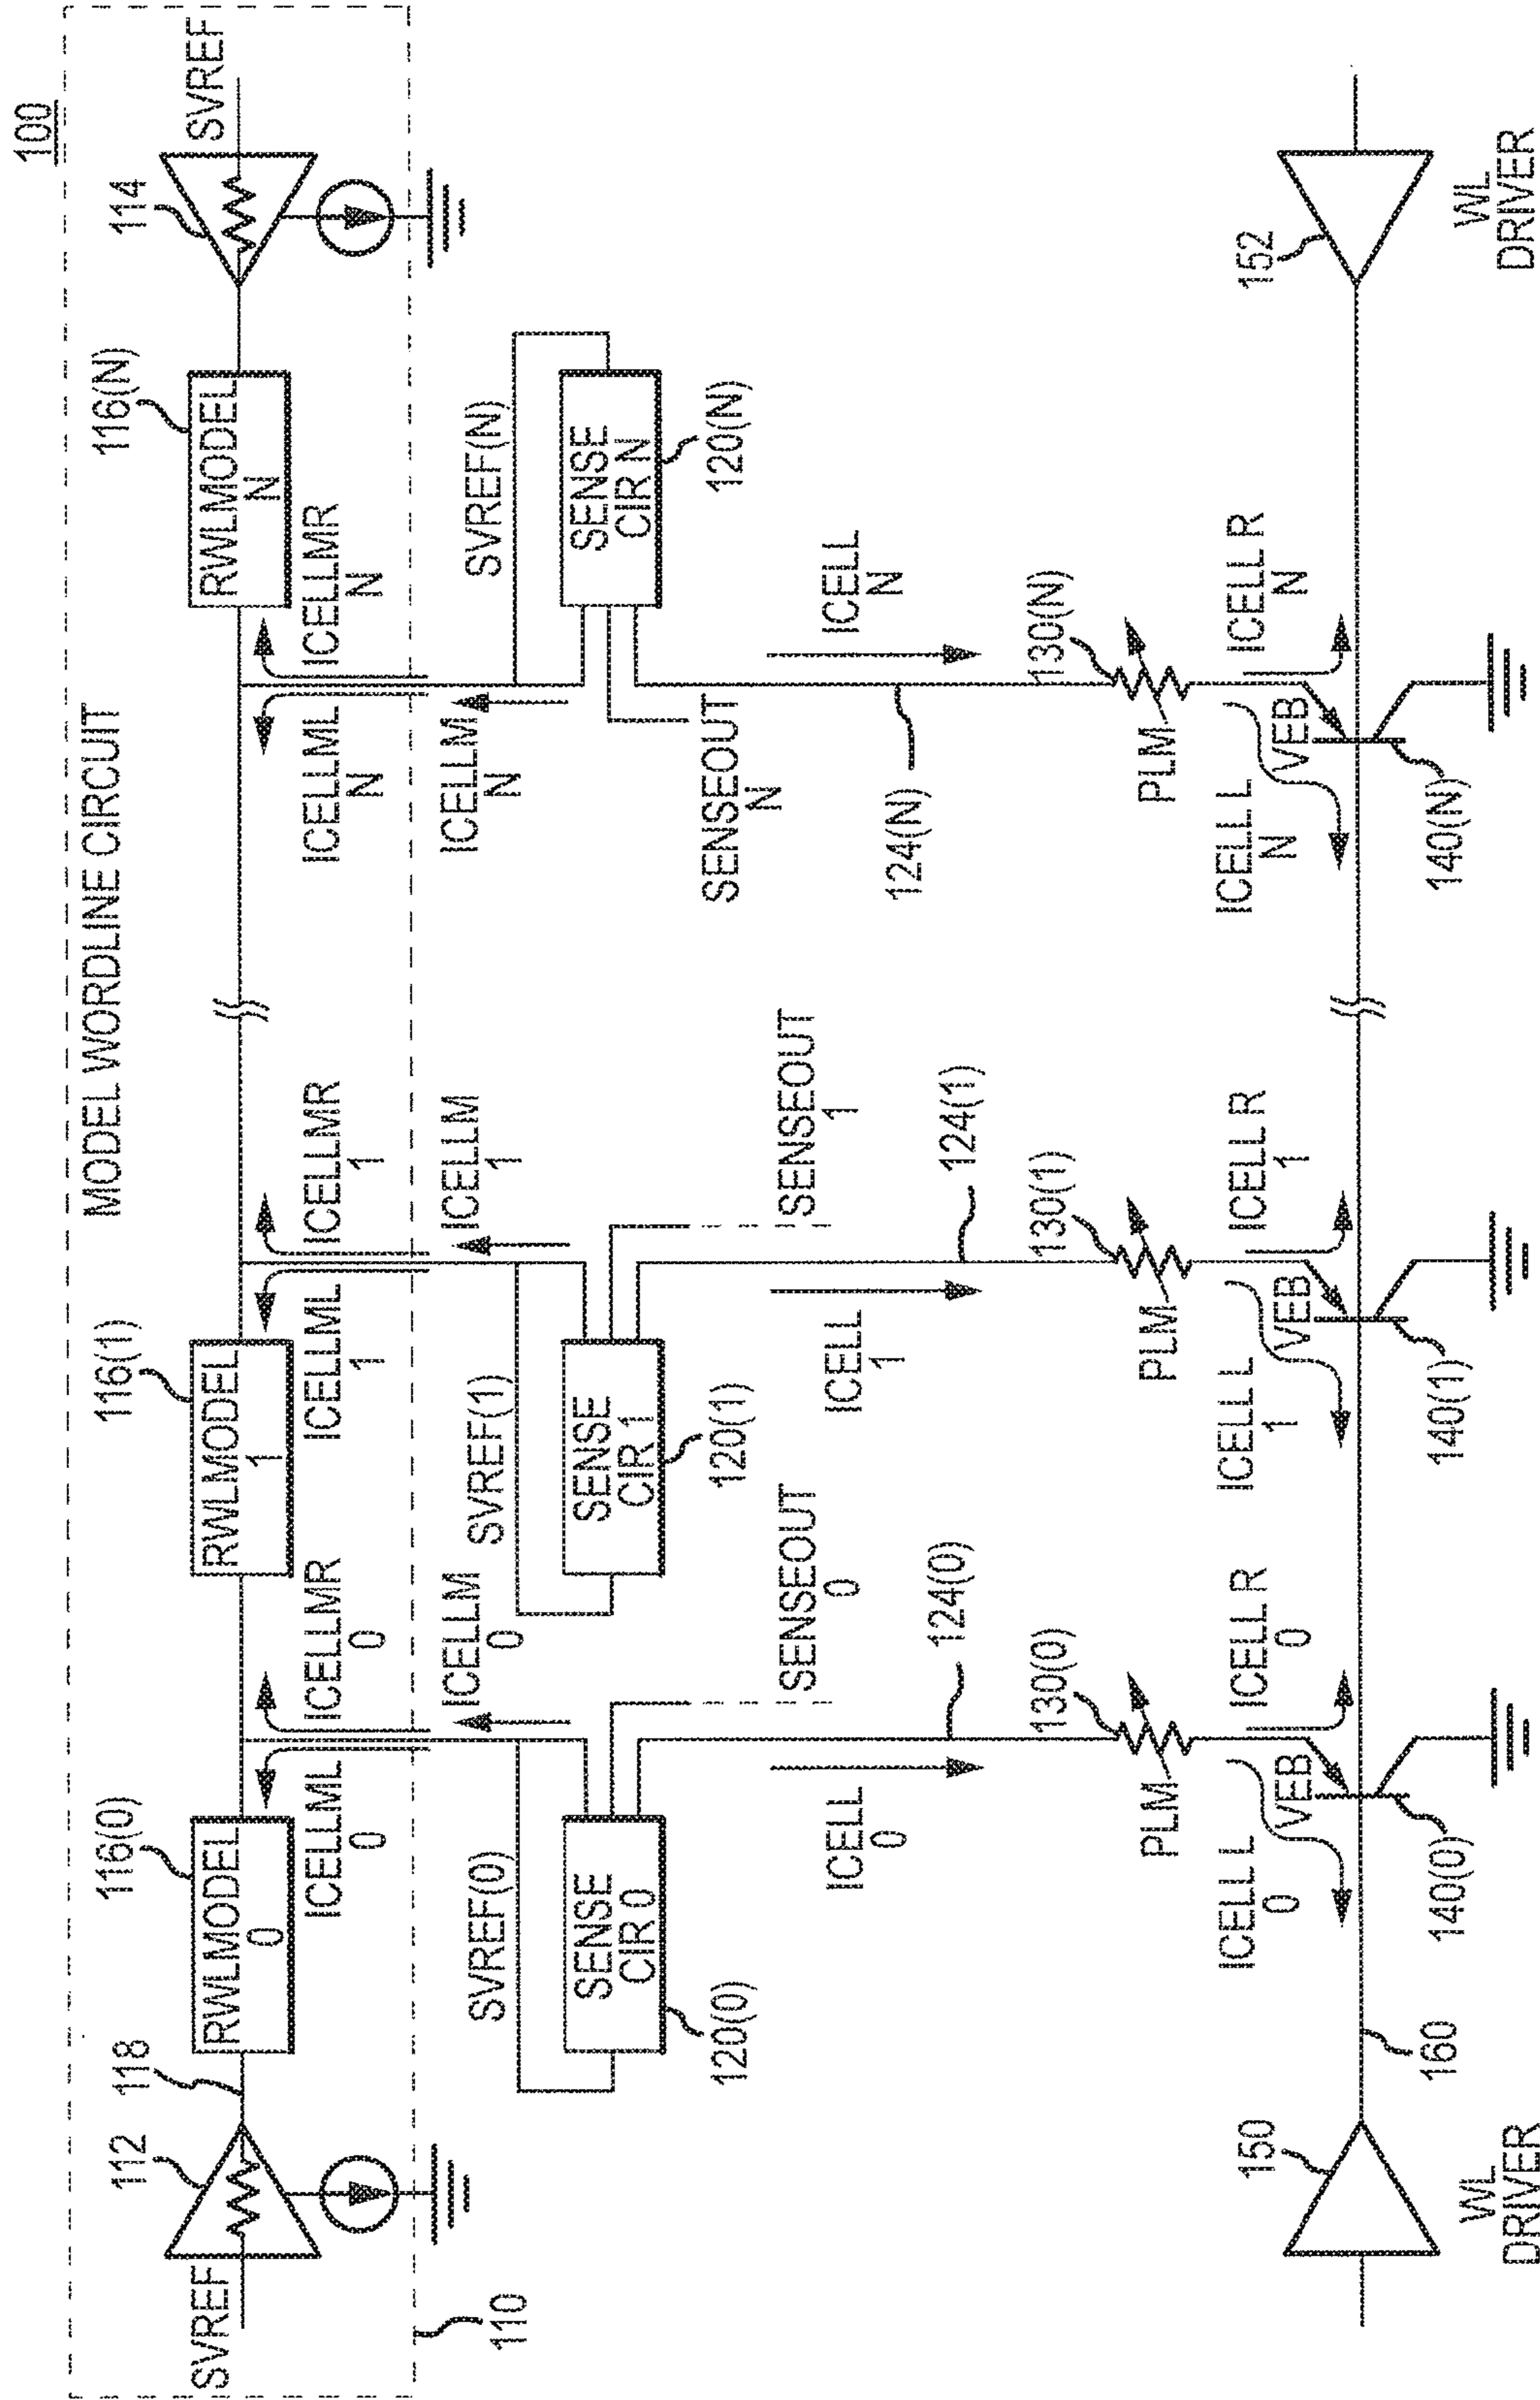 100
MODEL WORDLINE CIRCUIT
SVREF
112
118
116(0)
RWLMODEL
0
116(1)
RWLMODEL
1
116(N)
RWLMODEL
N
114
SVREF
110
ICELLML
0
ICELLMR
0
ICELLML
1
ICELLMR
1
ICELLML
N
ICELLMR
N
SVREF(0)
ICELLM
0
SVREF(1)
ICELLM
1
ICELLM
N
SVREF(N)
SENSE
CIR 0
120(0)
SENSE
CIR 1
120(1)
SENSE
CIR N
120(N)
SENSEOUT
0
SENSEOUT
1
SENSEOUT
N
ICELL
0
124(0)
ICELL
1
124(1)
124(N)
ICELL
N
PLM
130(0)
PLM
130(1)
PLM
130(N)
ICELL L
0
VEB
ICELL R
0
ICELL L
1
VEB
ICELL R
1
ICELL L
N
VEB
ICELL R
N
150
WL
DRIVER
160
140(0)
140(1)
140(N)
152
WL
DRIVER